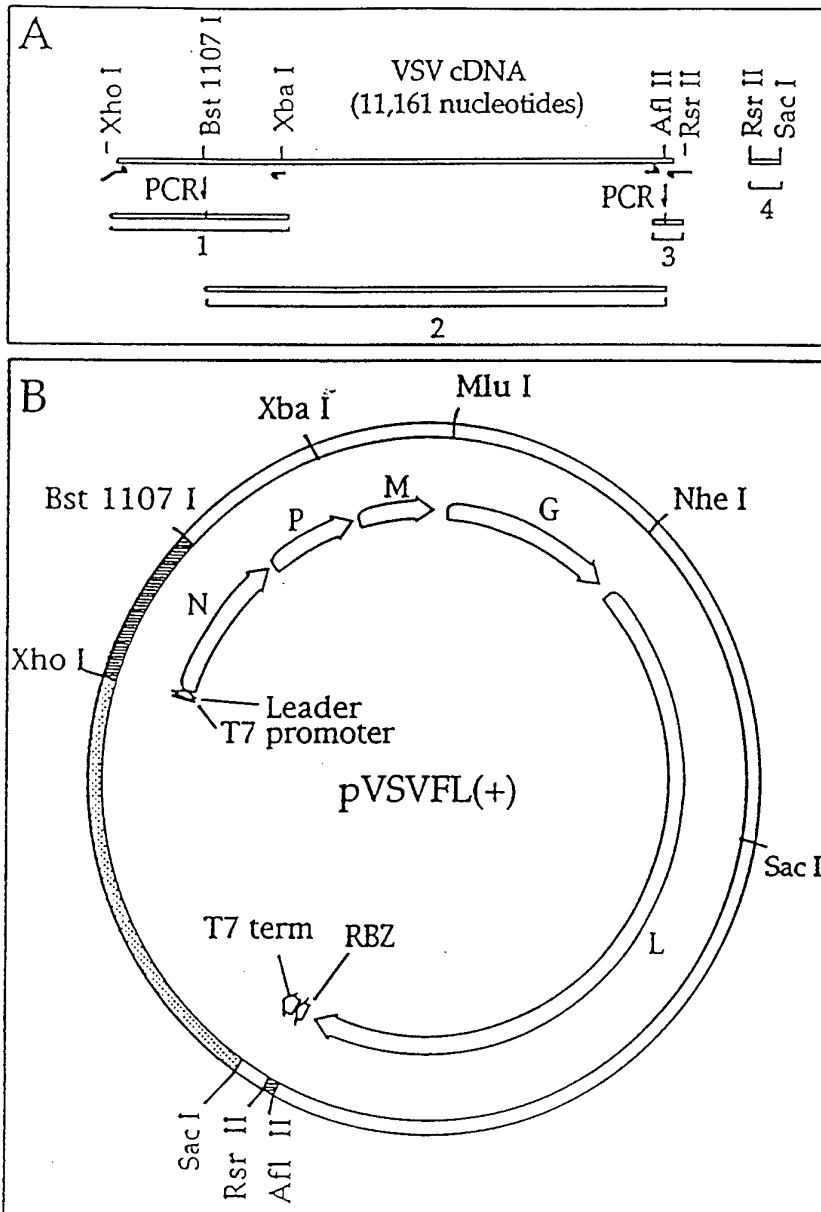 A
Xho I
Bst 1107 I
Xba I
VSV cDNA
(11,161 nucleotides)
Afl II
Rsr II
Rsr II
Sac I
PCR
PCR
1
3
4
2
B
Xba I
Mlu I
Bst 1107 I
Nhe I
N
P
M
G
Xho I
Leader
T7 promoter
pVSVFL(+)
Sac I
T7 term
RBZ
L
Sac I
Rsr II
Afl II